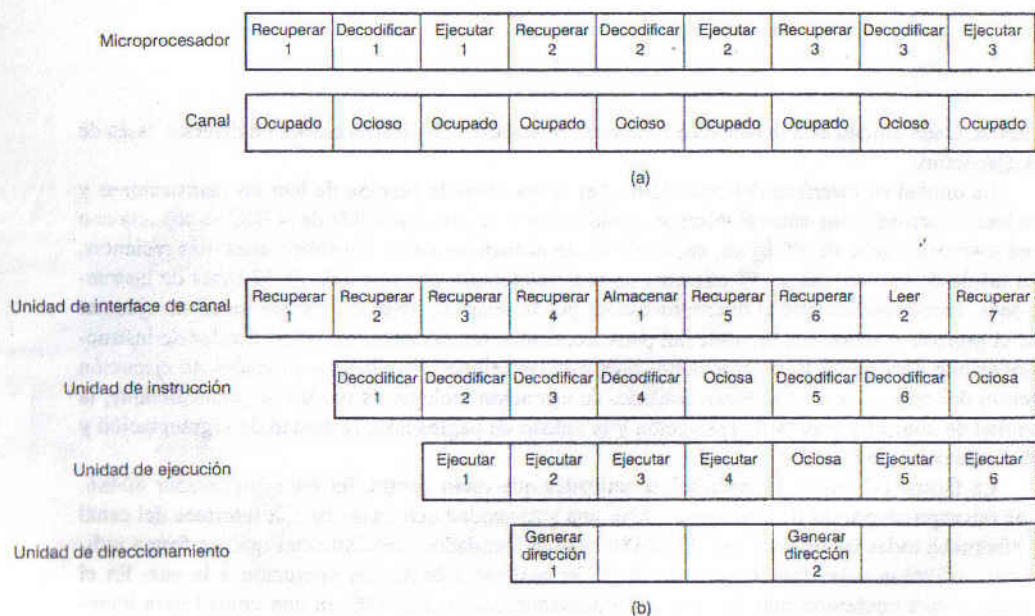 Microprocesador
Recuperar 1 Decodificar 1 Ejecutar 1 Recuperar 2 Decodificar 2 Ejecutar 2 Recuperar 3 Decodificar 3 Ejecutar 3
Canal
Ocupado Ocioso Ocupado Ocupado Ocioso Ocupado Ocupado Ocioso Ocupado
(a)
Unidad de interface de canal
Recuperar 1 Recuperar 2 Recuperar 3 Recuperar 4 Almacenar 1 Recuperar 5 Recuperar 6 Leer 2 Recuperar 7
Unidad de instrucción
Decodificar 1 Decodificar 2 Decodificar 3 Décodificar 4 Ociosa Decodificar 5 Decodificar 6 Ociosa
Unidad de ejecución
Ejecutar 1 Ejecutar 2 Ejecutar 3 Ejecutar 4 Ociosa Ejecutar 5 Ejecutar 6
Unidad de direccionamiento
Generar dirección 1 Generar dirección 2
(b)